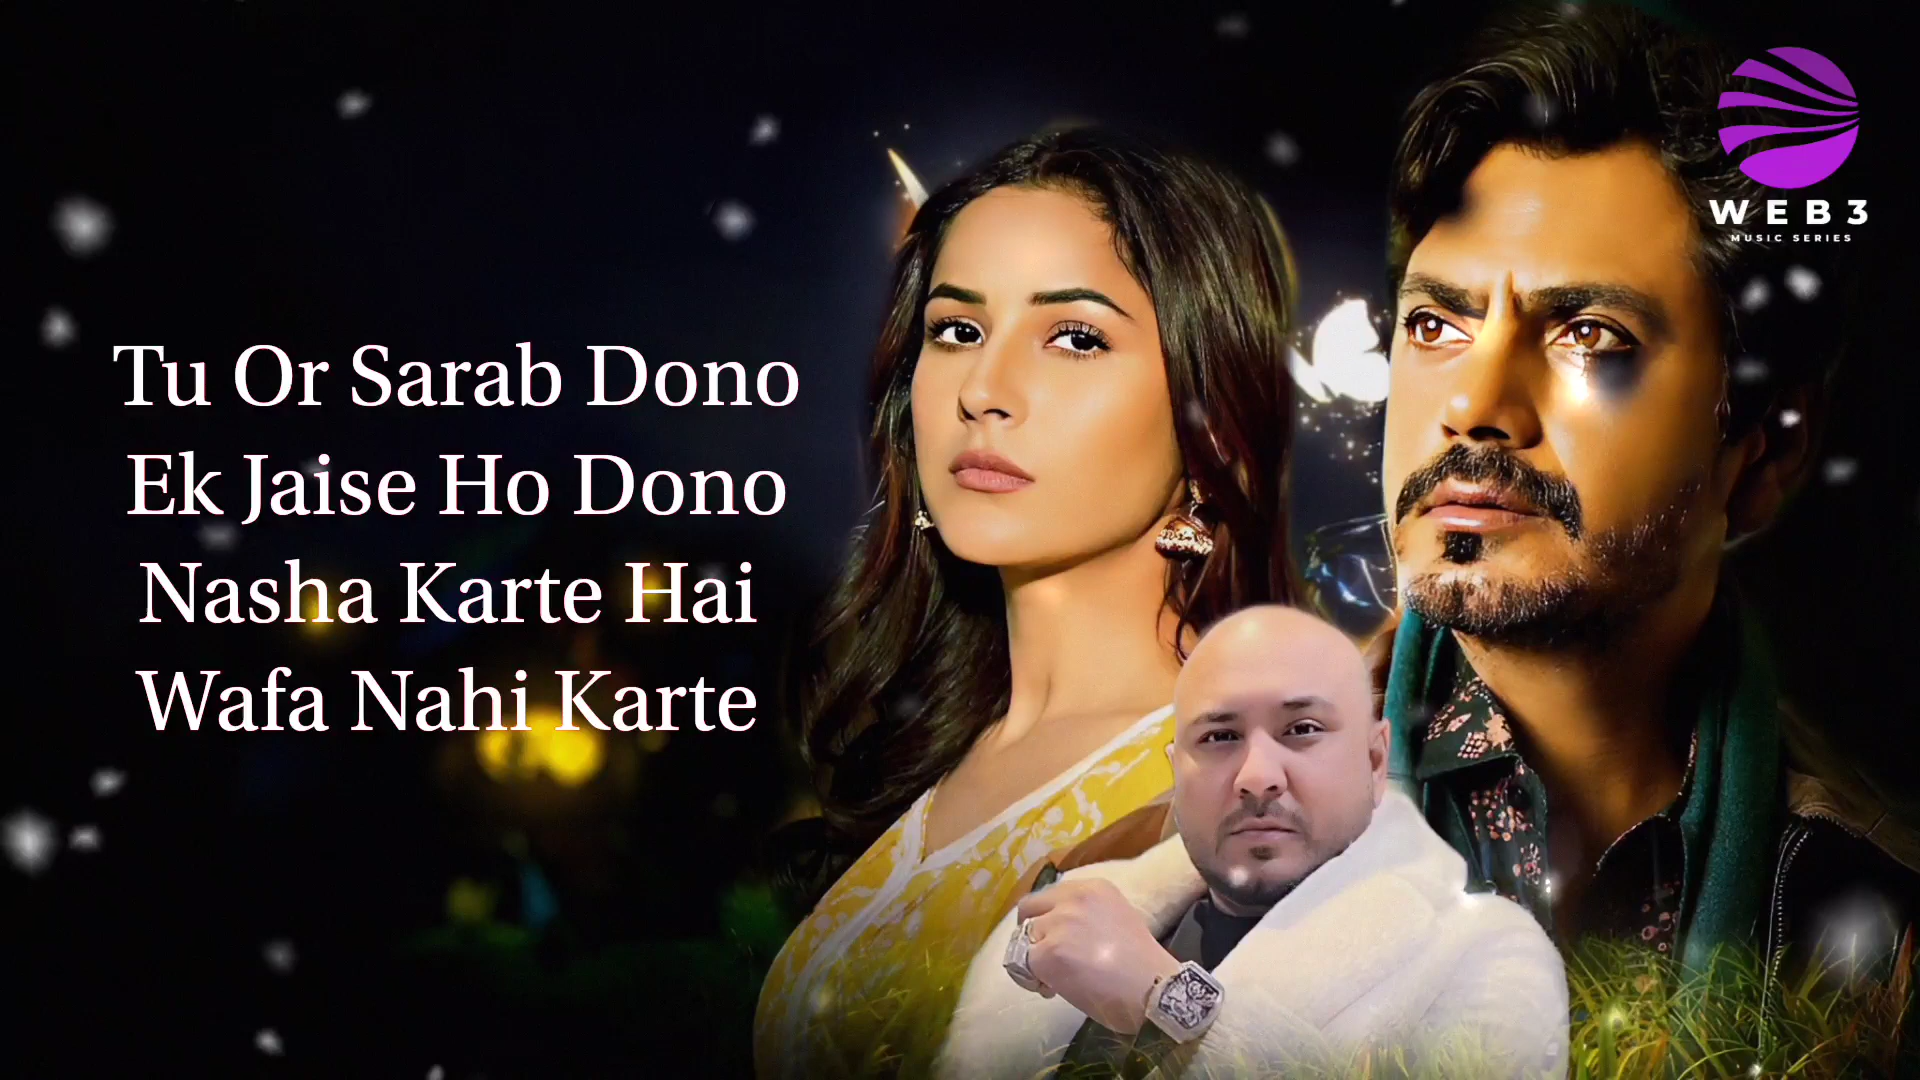 WEB3
MUSIC SERIES
Tu Or Sarab Dono
Ek Jaise Ho Dono
Nasha Karte Hai
Wafa Nahi Karte